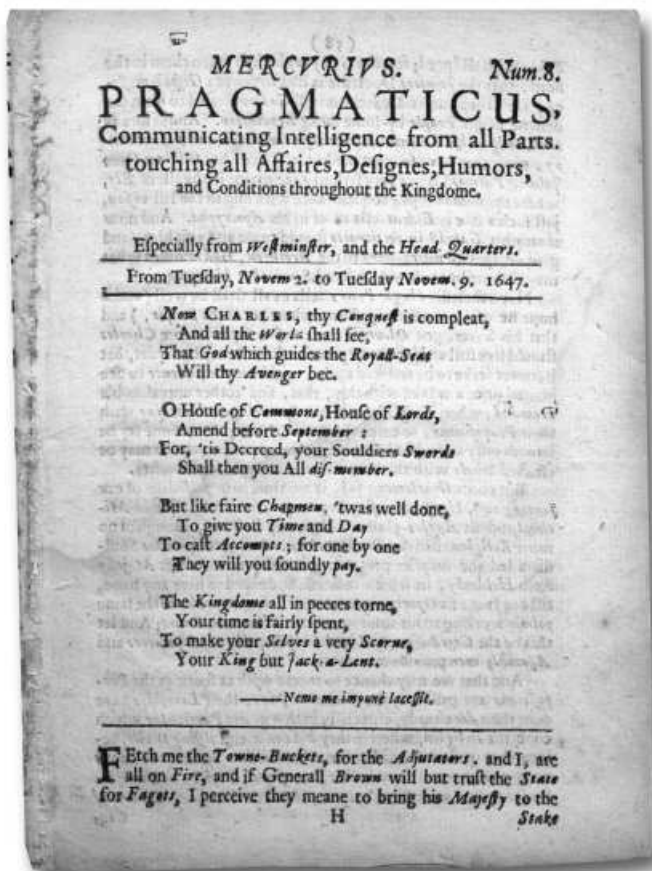 MERCVRIVS. Num. 8.
PRAGMATICUS,
Communicating Intelligence from all Parts.
touching all Affaires, Deſignes, Humors,
and Conditions throughout the Kingdome.
Eſpecially from Weſtminſter, and the Head Quarters.
From Tueſday, Novem 2. to Tueſday Novem. 9. 1647.
Now CHARLES, thy Conqueſt is compleat,
And all the World ſhall ſee,
That God which guides the Royall-Seat
Will thy Avenger bee.
O Houſe of Commons, Houſe of Lords,
Amend before September:
For, 'tis Decreed, your Souldiers Swords
Shall then you All diſ-member.
But like faire Chapmen, 'twas well done,
To give you Time and Day
To caſt Accompts; for one by one
They will you ſoundly pay.
The Kingdome all in peeces torne,
Your time is fairly ſpent,
To make your Selves a very Scorne,
Your King but Jack-a-Lent.
—— Nemo me impunè laceſſit.
FEtch me the Towne-Buckets, for the Adjutators. and I, are
all on Fire, and if Generall Brown will but truſt the State
for Fagots, I perceive they meane to bring his Majeſty to the
H Stake